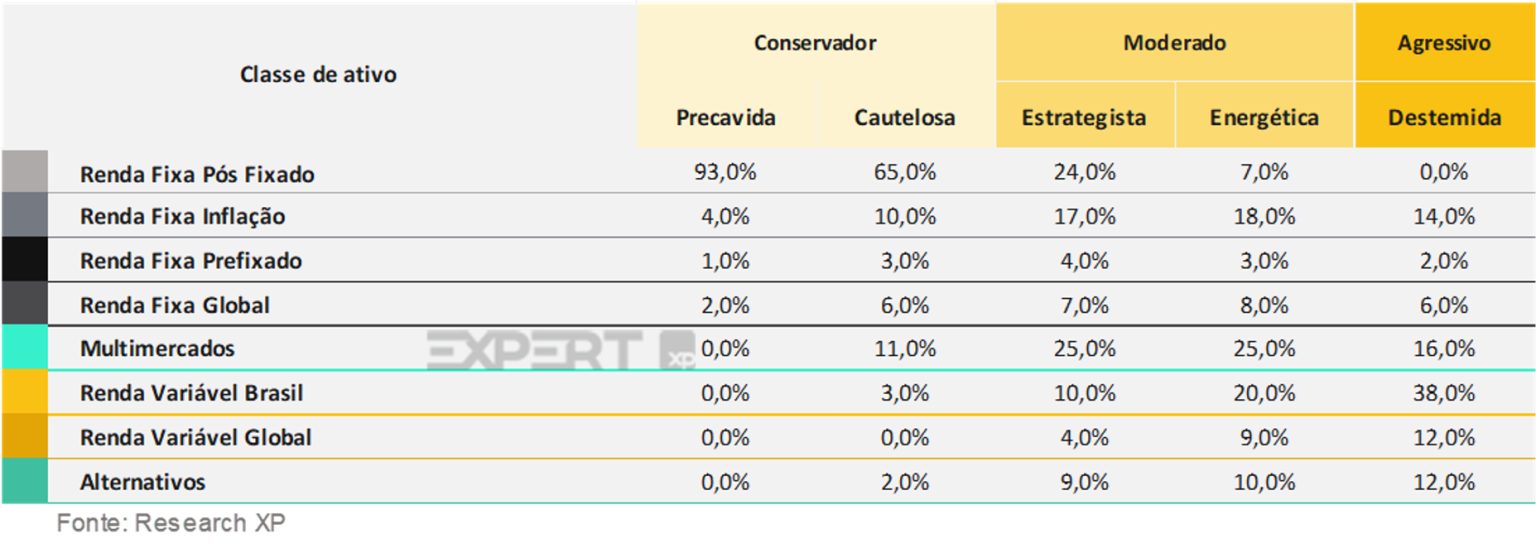 Classe de ativo Conservador Moderado Agressivo
Precavida Cautelosa Estrategista Energética Destemida
Renda Fixa Pós Fixado 93,0% 65,0% 24,0% 7,0% 0,0%
Renda Fixa Inflação 4,0% 10,0% 17,0% 18,0% 14,0%
Renda Fixa Prefixado 1,0% 3,0% 4,0% 3,0% 2,0%
Renda Fixa Global 2,0% 6,0% 7,0% 8,0% 6,0%
EXPERT XP
Multimercados 0,0% 11,0% 25,0% 25,0% 16,0%
Renda Variável Brasil 0,0% 3,0% 10,0% 20,0% 38,0%
Renda Variável Global 0,0% 0,0% 4,0% 9,0% 12,0%
Alternativos 0,0% 2,0% 9,0% 10,0% 12,0%
Fonte: Research XP